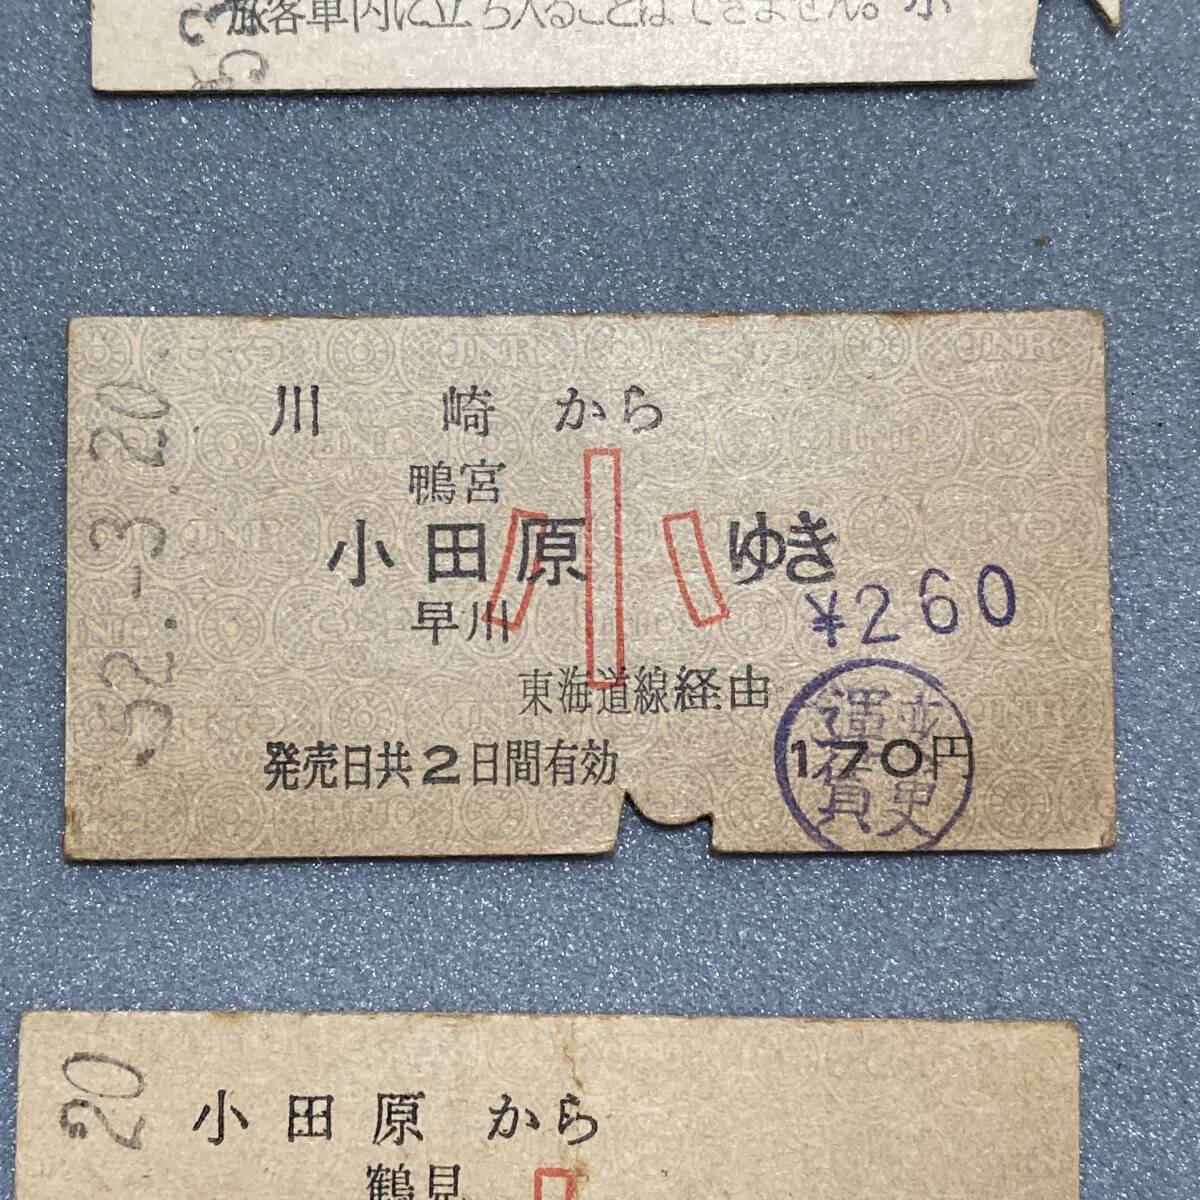 旅客車内に立ち入ることはできません。小
52.-3.20
川崎から
鴨宮
小田原ゆき
早川
小
¥260
東海道線経由
運賃変
170円
発売日共2日間有効
20
小田原から
鶴見